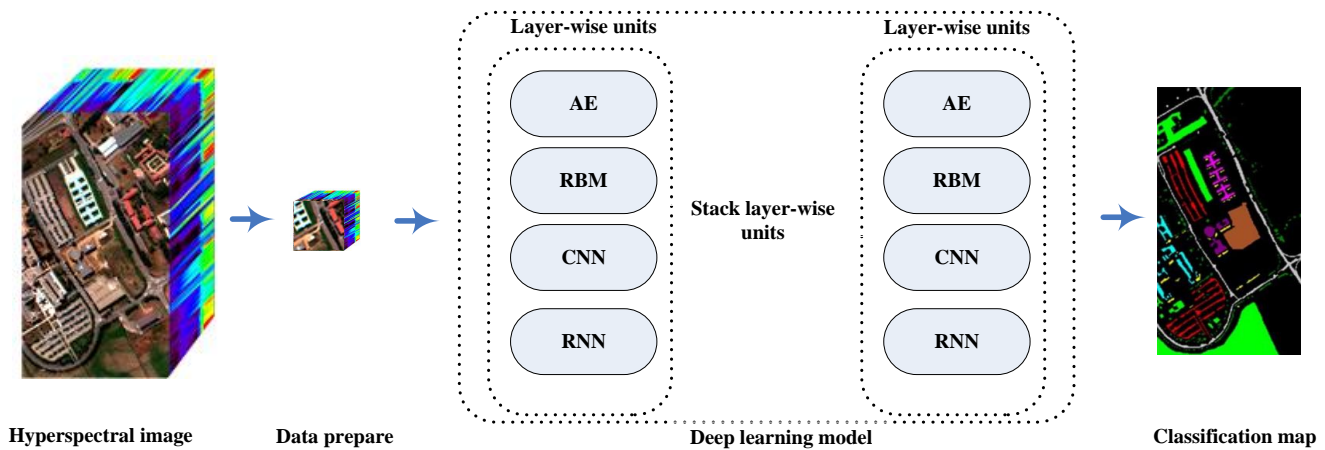 Layer-wise units
Layer-wise units
AE
AE
RBM
RBM
Stack layer-wise
units
CNN
CNN
RNN
RNN
Hyperspectral image
Data prepare
Deep learning model
Classification map